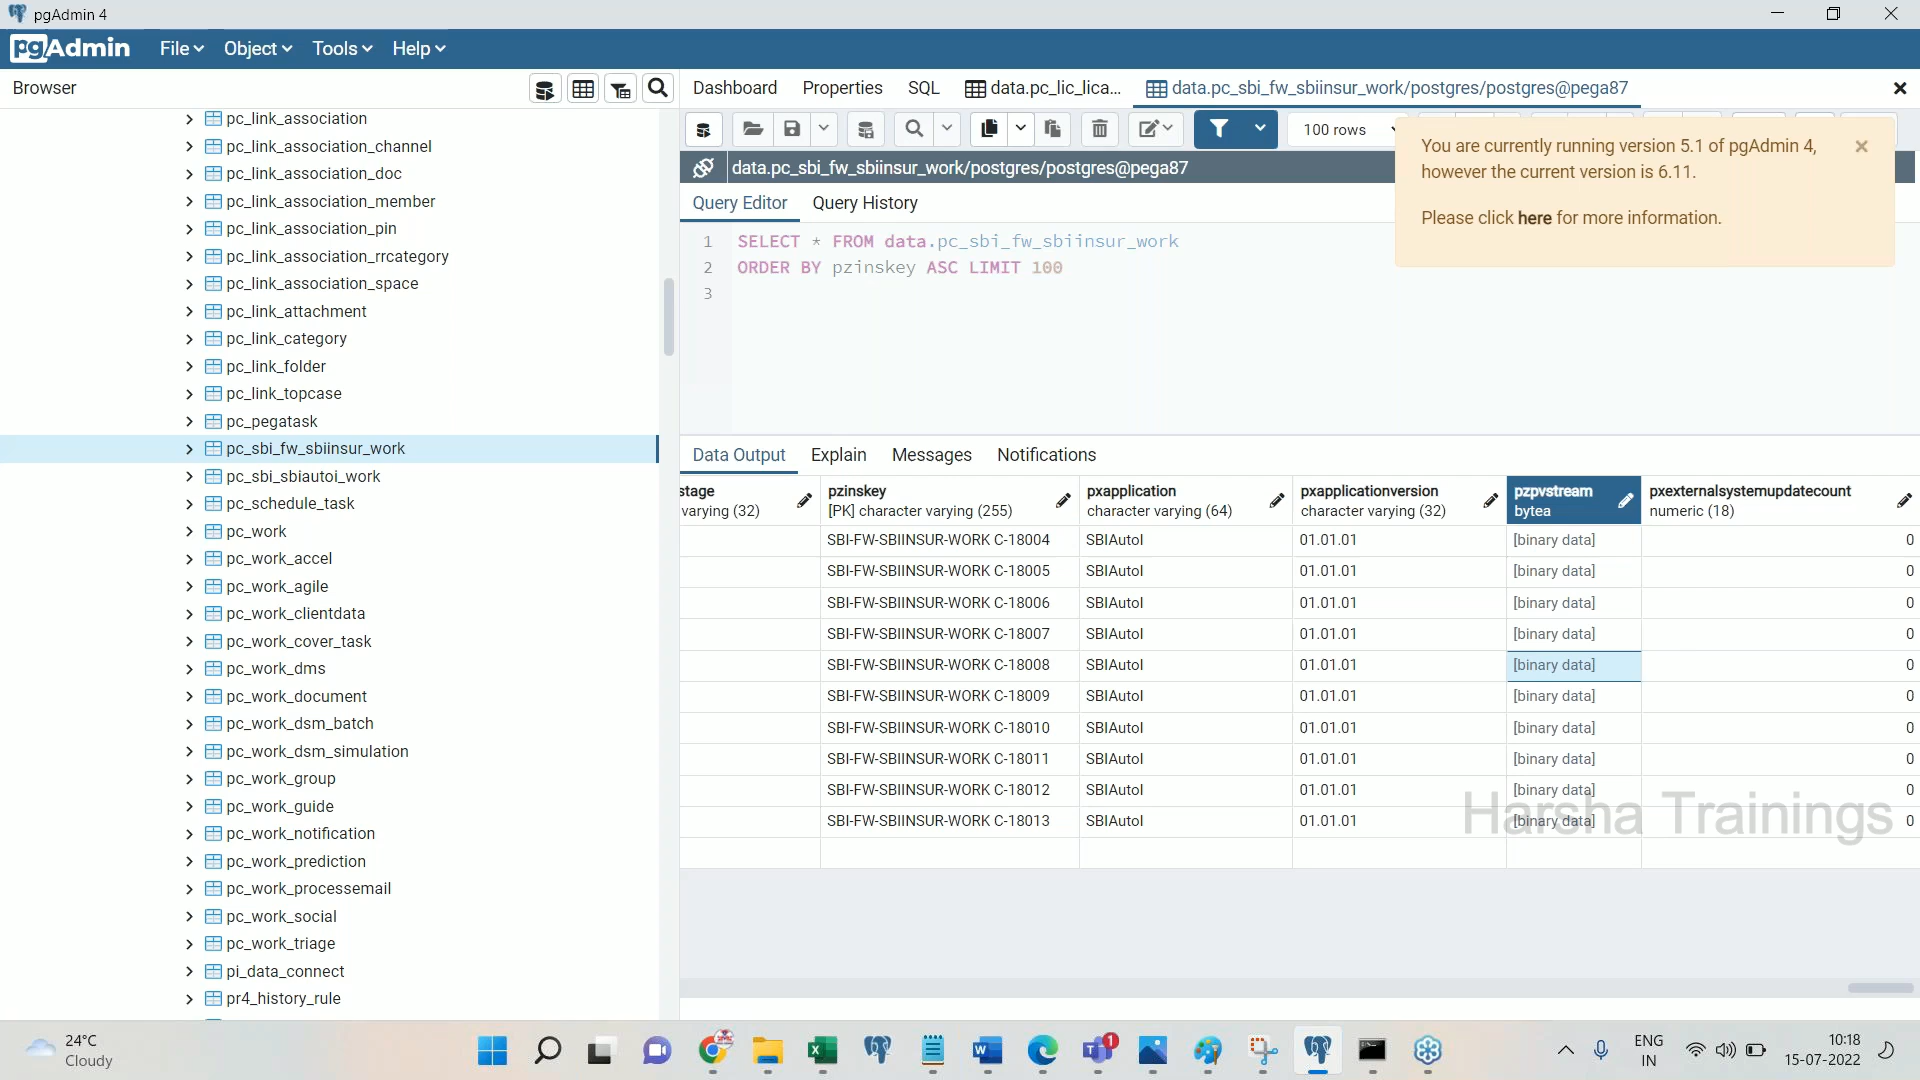 pgAdmin 4
pgAdmin File Object Tools Help
Browser
Dashboard Properties SQL data.pc_lic_lica... data.pc_sbi_fw_sbiinsur_work/postgres/postgres@pega87
100 rows
data.pc_sbi_fw_sbiinsur_work/postgres/postgres@pega87
You are currently running version 5.1 of pgAdmin 4,
however the current version is 6.11.
Please click here for more information.
Query Editor Query History
1 SELECT * FROM data.pc_sbi_fw_sbiinsur_work
2 ORDER BY pzinskey ASC LIMIT 100
3
pc_link_association
pc_link_association_channel
pc_link_association_doc
pc_link_association_member
pc_link_association_pin
pc_link_association_rrcategory
pc_link_association_space
pc_link_attachment
pc_link_category
pc_link_folder
pc_link_topcase
pc_pegatask
pc_sbi_fw_sbiinsur_work
pc_sbi_sbiautoi_work
pc_schedule_task
pc_work
pc_work_accel
pc_work_agile
pc_work_clientdata
pc_work_cover_task
pc_work_dms
pc_work_document
pc_work_dsm_batch
pc_work_dsm_simulation
pc_work_group
pc_work_guide
pc_work_notification
pc_work_prediction
pc_work_processemail
pc_work_social
pc_work_triage
pi_data_connect
pr4_history_rule
Data Output Explain Messages Notifications
stage pzinskey pxapplication pxapplicationversion pzpvstream pxexternalsystemupdatecount
varying (32) [PK] character varying (255) character varying (64) character varying (32) bytea numeric (18)
SBI-FW-SBIINSUR-WORK C-18004 SBIAutoI 01.01.01 [binary data] 0
SBI-FW-SBIINSUR-WORK C-18005 SBIAutoI 01.01.01 [binary data] 0
SBI-FW-SBIINSUR-WORK C-18006 SBIAutoI 01.01.01 [binary data] 0
SBI-FW-SBIINSUR-WORK C-18007 SBIAutoI 01.01.01 [binary data] 0
SBI-FW-SBIINSUR-WORK C-18008 SBIAutoI 01.01.01 [binary data] 0
SBI-FW-SBIINSUR-WORK C-18009 SBIAutoI 01.01.01 [binary data] 0
SBI-FW-SBIINSUR-WORK C-18010 SBIAutoI 01.01.01 [binary data] 0
SBI-FW-SBIINSUR-WORK C-18011 SBIAutoI 01.01.01 [binary data] 0
SBI-FW-SBIINSUR-WORK C-18012 SBIAutoI 01.01.01 [binary data] 0
SBI-FW-SBIINSUR-WORK C-18013 SBIAutoI 01.01.01 [binary data] 0
Harsha Trainings
24°C
Cloudy
1
ENG
IN
10:18
15-07-2022